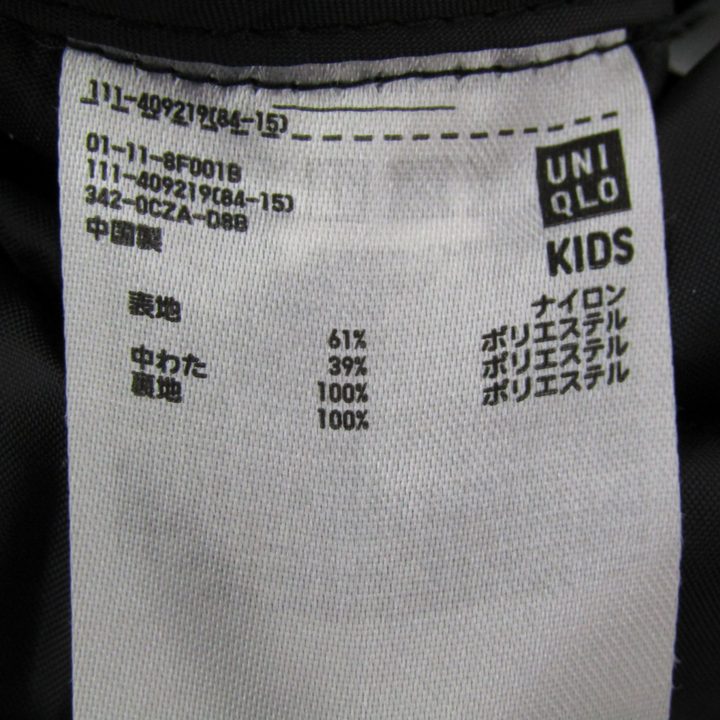 111-409219(84-15)
01-11-8F001B
111-409219(84-15)
342-0CZA-D8B
中国製
UNI
QLO
KIDS
表地 61% ナイロン
39% ポリエステル
中わた 100% ポリエステル
裏地 100% ポリエステル